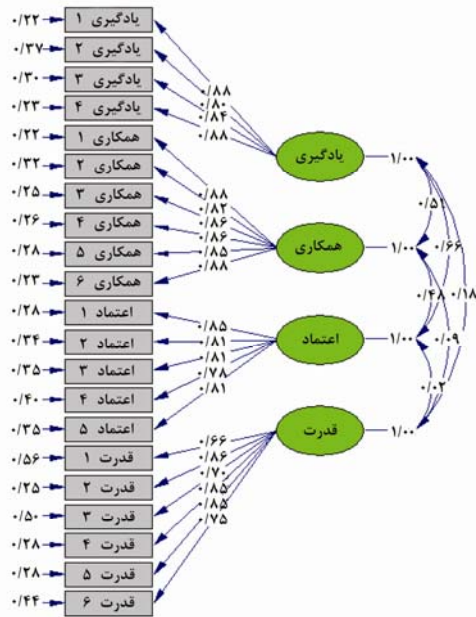 ۰/۲۲ یادگیری ۱
۰/۳۷ یادگیری ۲
۰/۳۰ یادگیری ۳
۰/۲۳ یادگیری ۴
۰/۲۲ همکاری ۱
۰/۳۲ همکاری ۲
۰/۲۵ همکاری ۳
۰/۲۶ همکاری ۴
۰/۲۸ همکاری ۵
۰/۲۳ همکاری ۶
۰/۲۸ اعتماد ۱
۰/۳۴ اعتماد ۲
۰/۳۵ اعتماد ۳
۰/۴۰ اعتماد ۴
۰/۳۵ اعتماد ۵
۰/۵۶ قدرت ۱
۰/۲۵ قدرت ۲
۰/۵۰ قدرت ۳
۰/۲۸ قدرت ۴
۰/۲۸ قدرت ۵
۰/۴۴ قدرت ۶
۰/۸۸
۰/۸۰
۰/۸۴
۰/۸۸
۰/۸۸
۰/۸۲
۰/۸۶
۰/۸۶
۰/۸۵
۰/۸۸
۰/۸۵
۰/۸۱
۰/۸۱
۰/۷۸
۰/۸۱
۰/۶۶
۰/۸۶
۰/۷۰
۰/۸۵
۰/۸۵
۰/۷۵
یادگیری
۱/۰۰
همکاری
۱/۰۰
اعتماد
۱/۰۰
قدرت
۱/۰۰
۰/۵۱
۰/۶۶
۰/۱۸
۰/۴۸
۰/۰۹
۰/۰۲